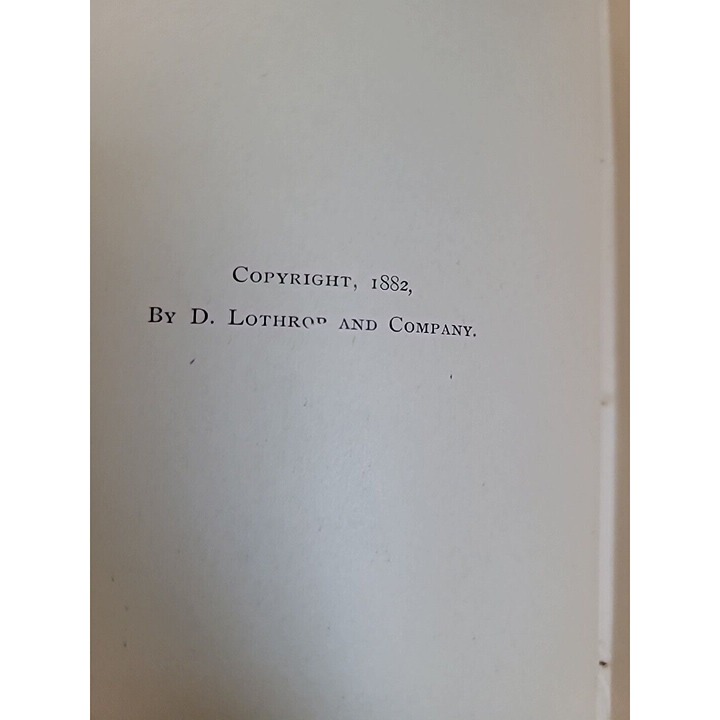 Copyright, 1882,
By D. Lothrop and Company.